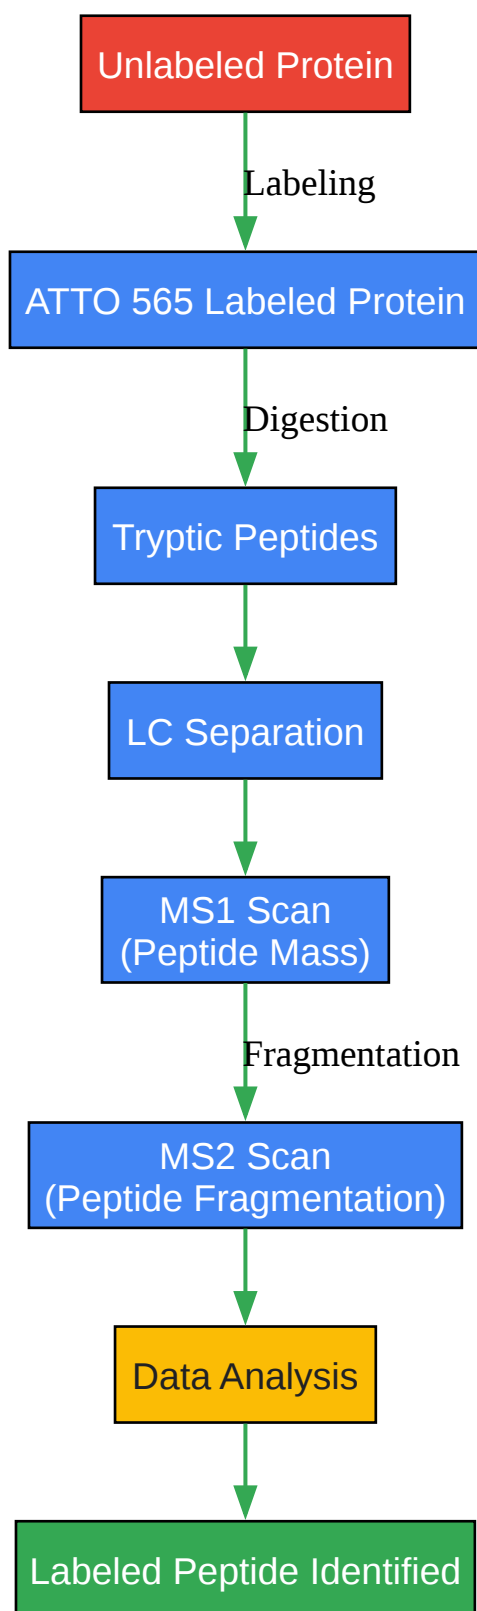 Unlabeled Protein
Labeling
ATTO 565 Labeled Protein
Digestion
Tryptic Peptides
LC Separation
MS1 Scan
(Peptide Mass)
Fragmentation
MS2 Scan
(Peptide Fragmentation)
Data Analysis
Labeled Peptide Identified